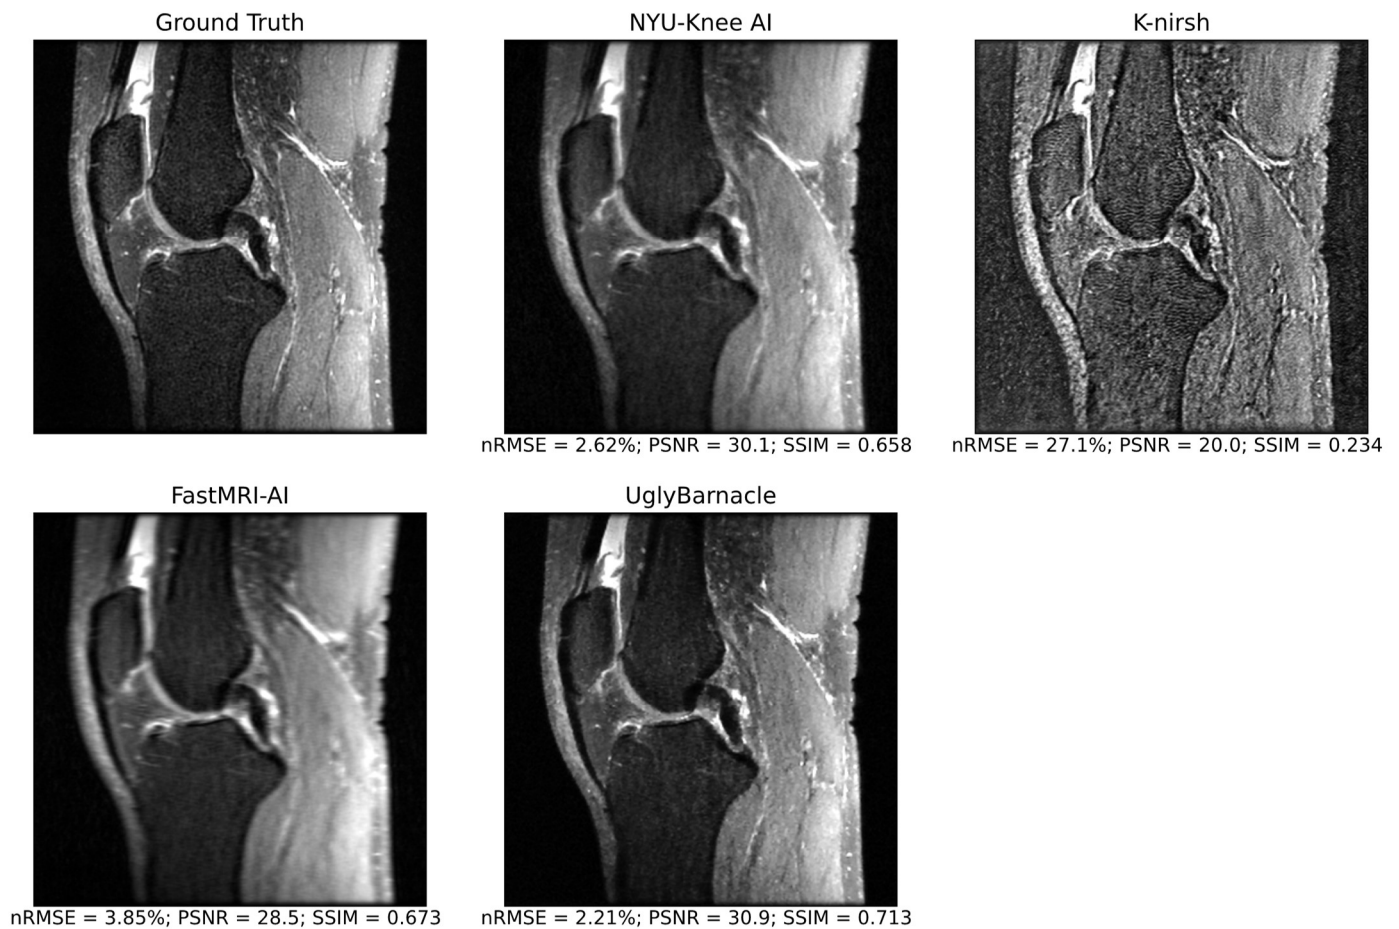 Ground Truth
NYU-Knee AI
K-nirsh
nRMSE = 2.62%; PSNR = 30.1; SSIM = 0.658
nRMSE = 27.1%; PSNR = 20.0; SSIM = 0.234
FastMRI-AI
UglyBarnacle
nRMSE = 3.85%; PSNR = 28.5; SSIM = 0.673
nRMSE = 2.21%; PSNR = 30.9; SSIM = 0.713